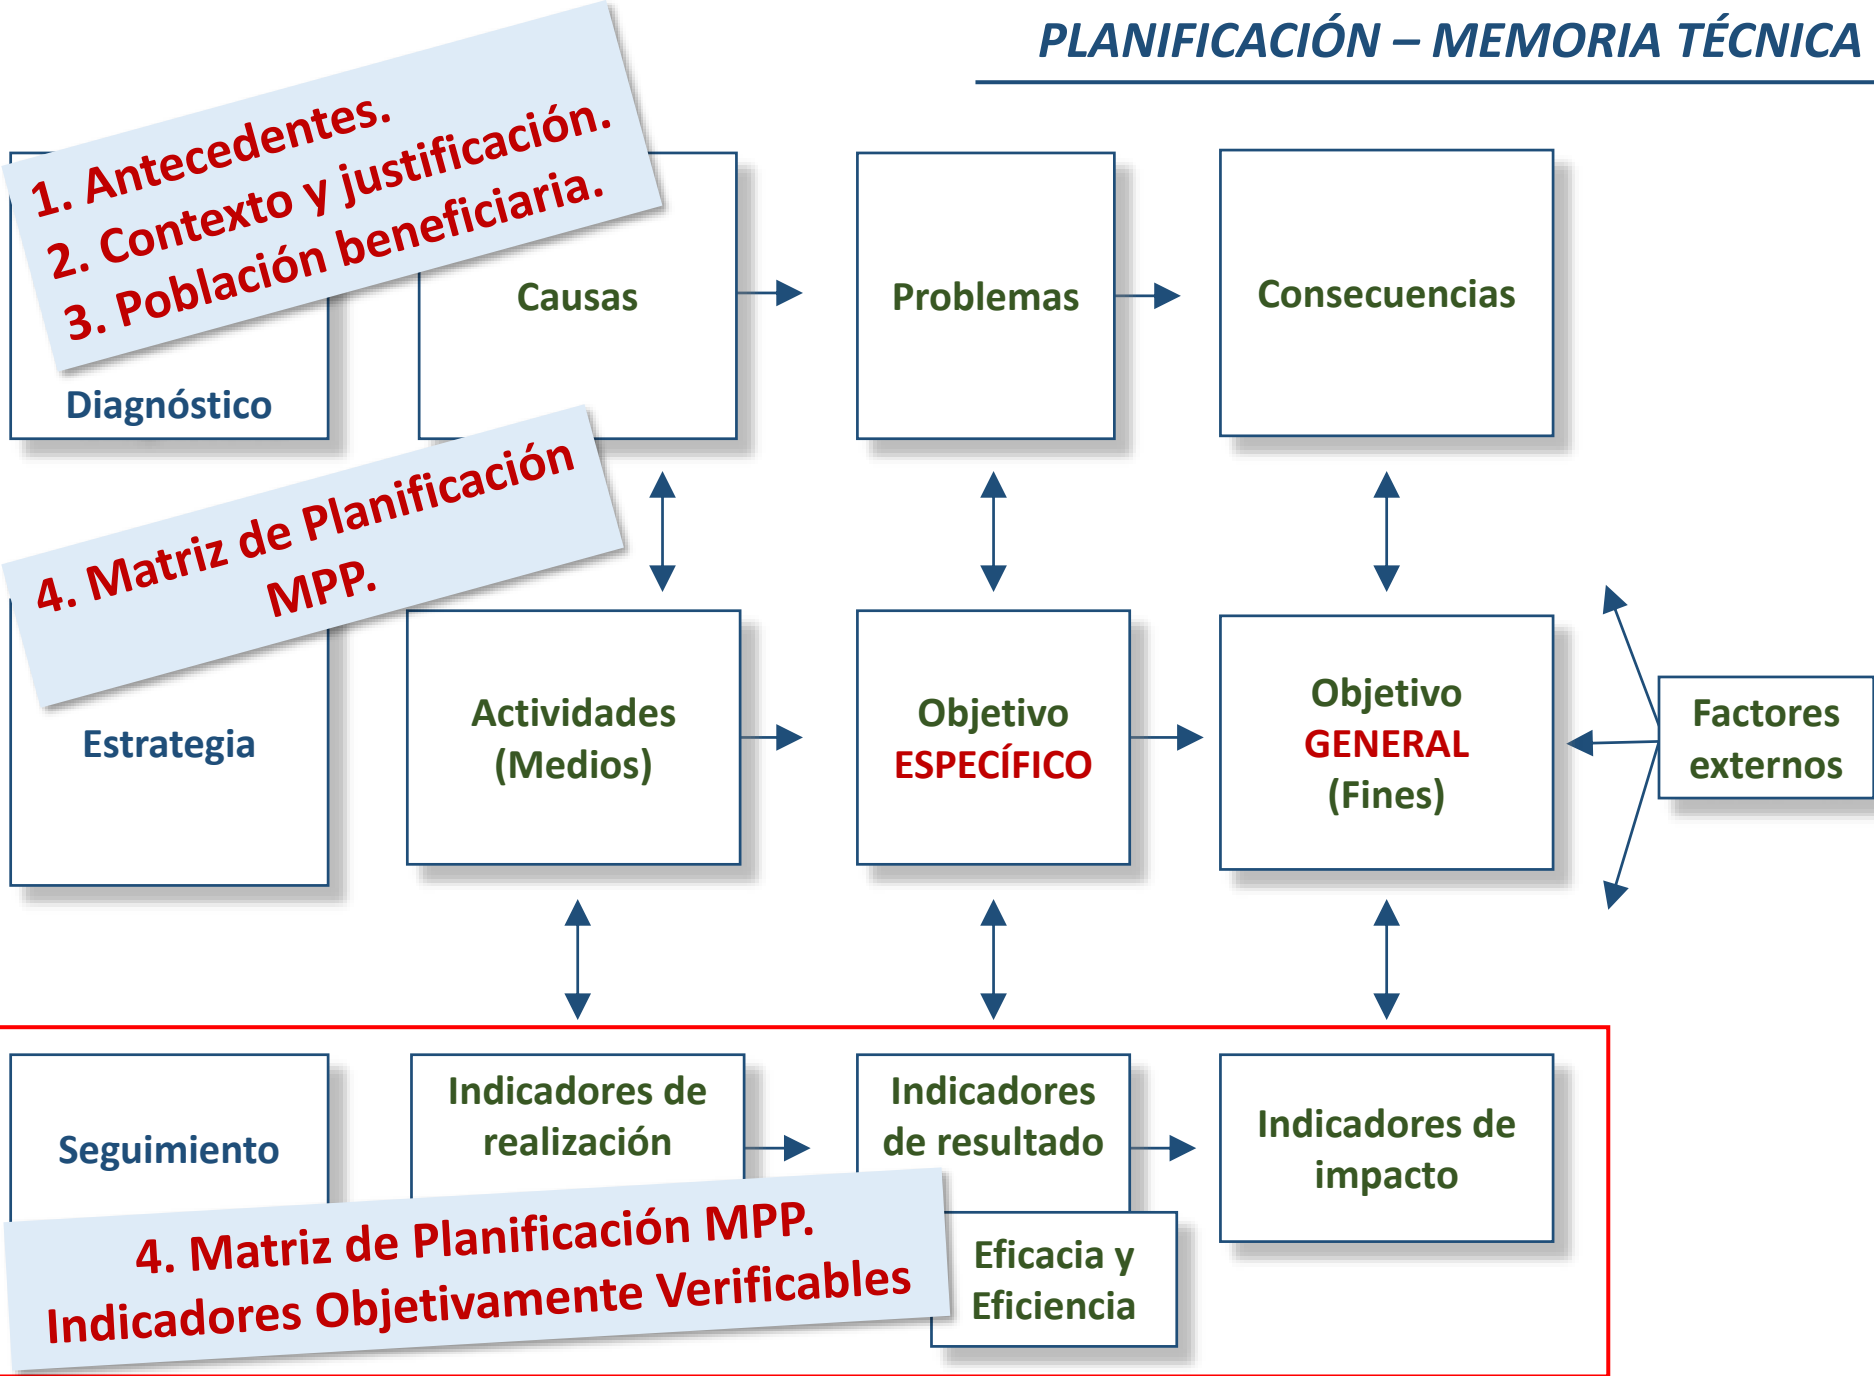 PLANIFICACIÓN – MEMORIA TÉCNICA
1. Antecedentes.
2. Contexto y justificación.
3. Población beneficiaria.
Diagnóstico
Causas
Problemas
Consecuencias
4. Matriz de Planificación
MPP.
Estrategia
Actividades
(Medios)
Objetivo
ESPECÍFICO
Objetivo
GENERAL
(Fines)
Factores
externos
Seguimiento
Indicadores de
realización
Indicadores
de resultado
Indicadores de
impacto
4. Matriz de Planificación MPP.
Indicadores Objetivamente Verificables
Eficacia y
Eficiencia